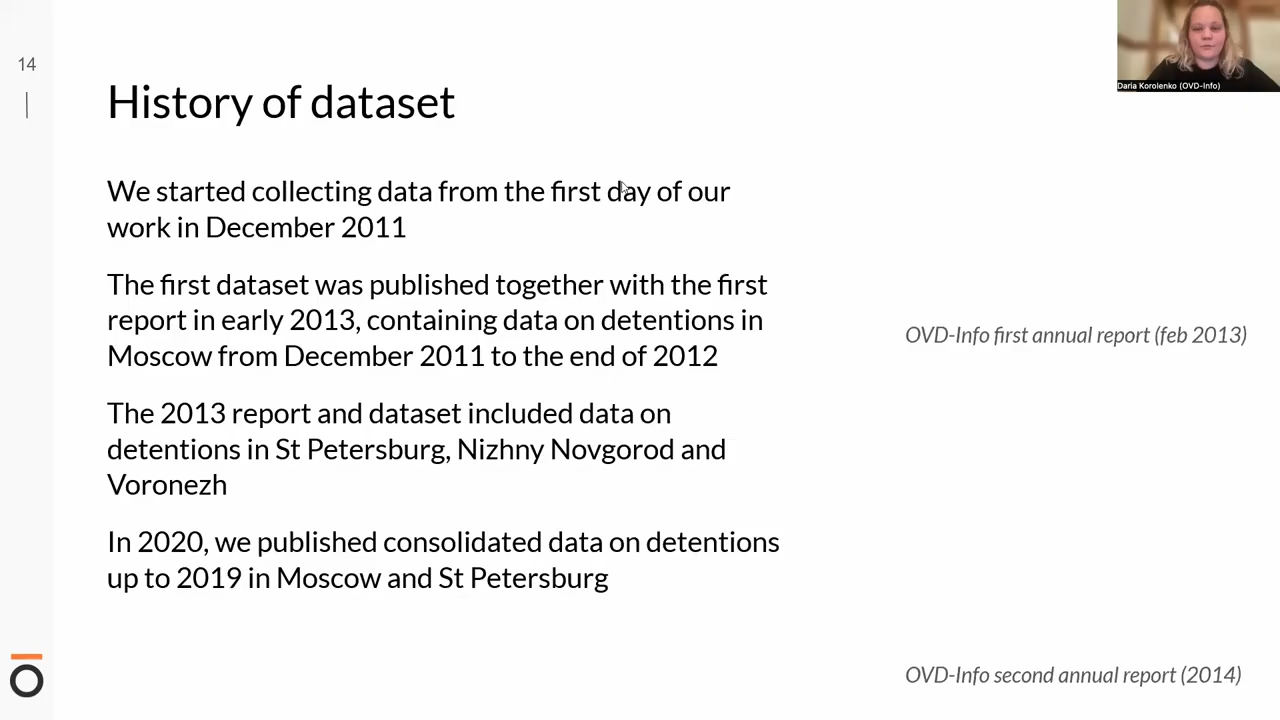 14
Daria Korolenko (OVD-Info)
History of dataset
We started collecting data from the first day of our
work in December 2011
The first dataset was published together with the first
report in early 2013, containing data on detentions in
Moscow from December 2011 to the end of 2012
OVD-Info first annual report (feb 2013)
The 2013 report and dataset included data on
detentions in St Petersburg, Nizhny Novgorod and
Voronezh
In 2020, we published consolidated data on detentions
up to 2019 in Moscow and St Petersburg
OVD-Info second annual report (2014)